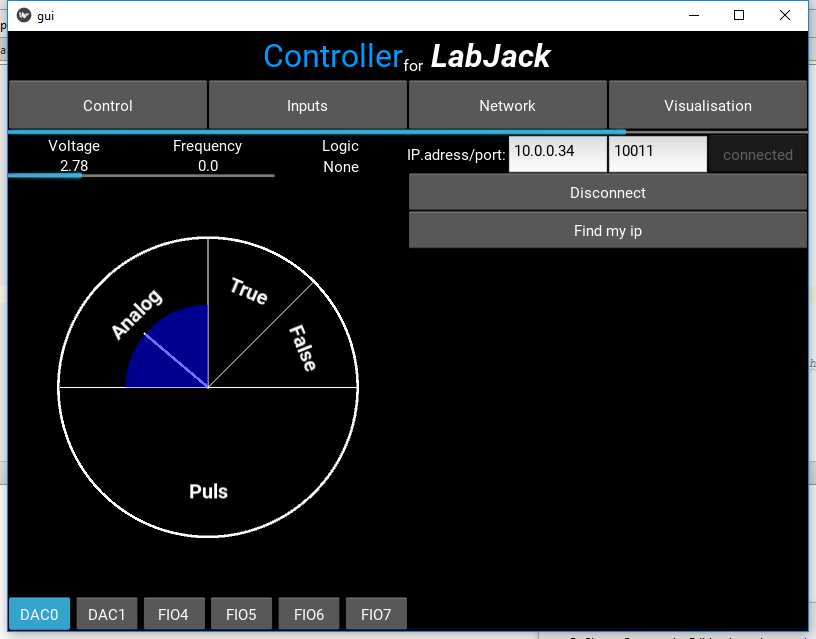 gui
Controller for LabJack
Control Inputs Network Visualisation
Voltage Frequency Logic
2.78 0.0 None
IP.adress/port: 10.0.0.34 10011 connected
Disconnect
Find my ip
Analog
True
False
Puls
DAC0 DAC1 FIO4 FIO5 FIO6 FIO7